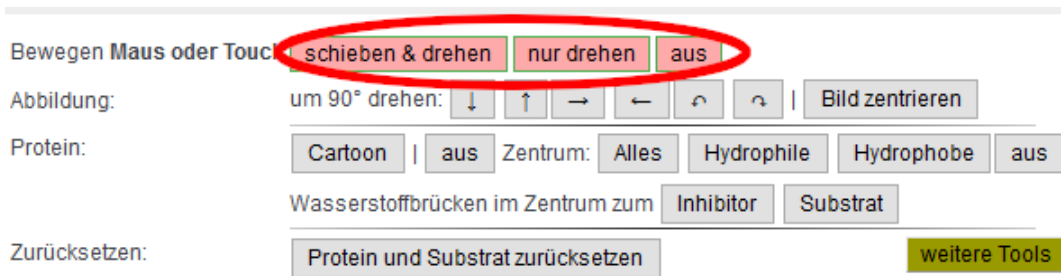 Bewegen Maus oder Touch schieben & drehen nur drehen aus
Abbildung: um 90° drehen: ↓ ↑ → ← ↶ ↷ | Bild zentrieren
Protein: Cartoon | aus Zentrum: Alles Hydrophile Hydrophobe aus
Wasserstoffbrücken im Zentrum zum Inhibitor Substrat
Zurücksetzen: Protein und Substrat zurücksetzen weitere Tools